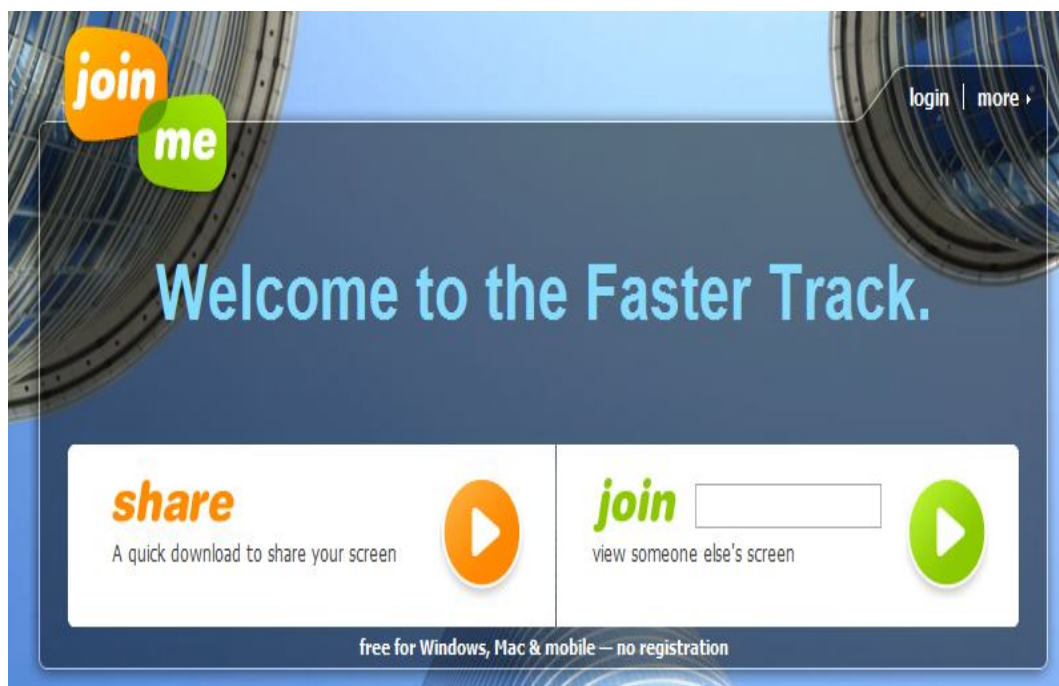 join
me
login | more
Welcome to the Faster Track.
share
A quick download to share your screen
join
view someone else's screen
free for Windows, Mac & mobile — no registration